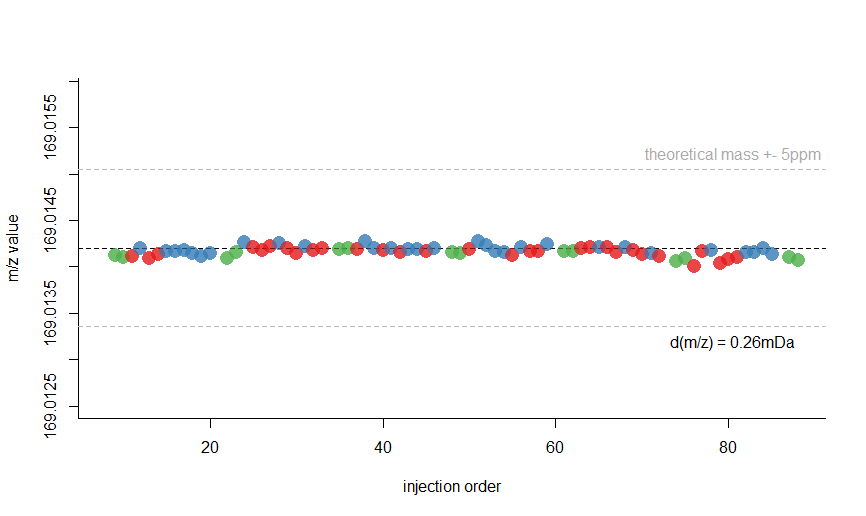 169.0155
theoretical mass +- 5ppm
169.0145
m/z value
169.0135
d(m/z) = 0.26mDa
169.0125
20 40 60 80
injection order